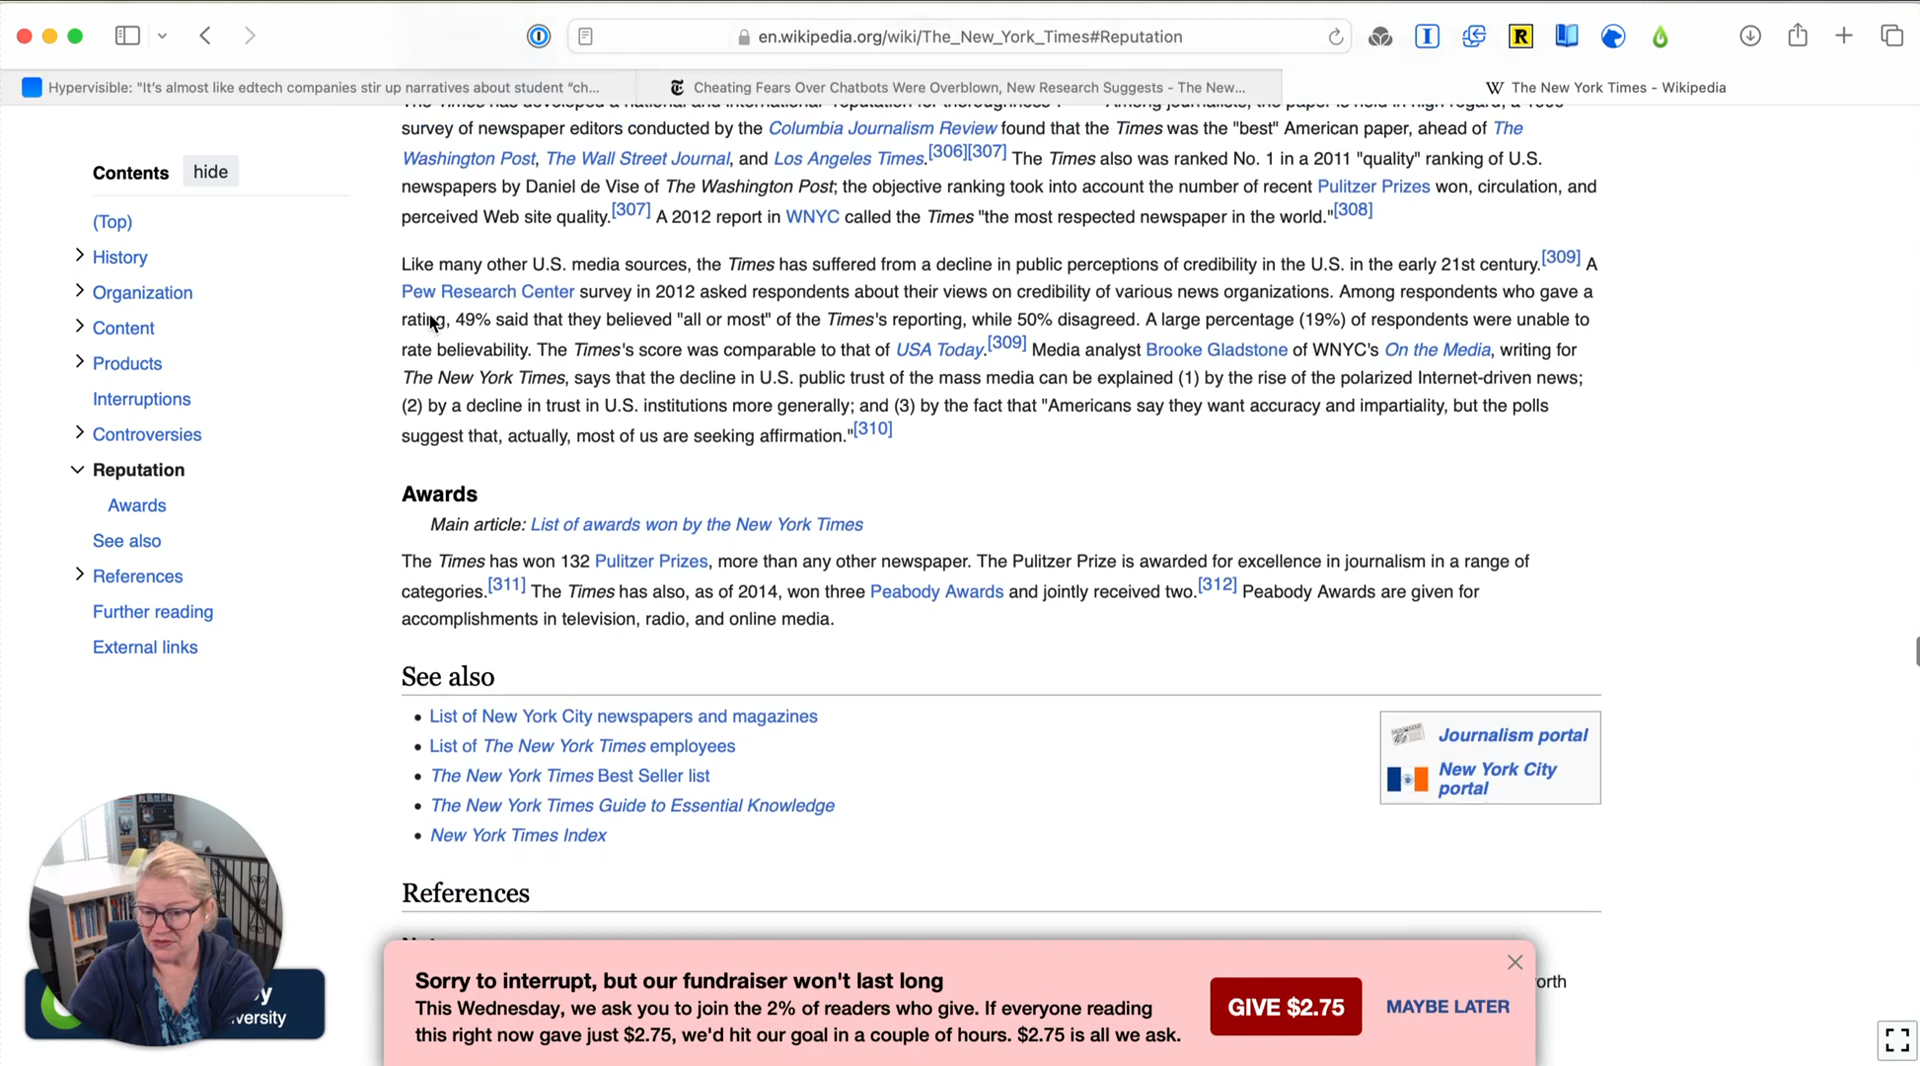 en.wikipedia.org/wiki/The_New_York_Times#Reputation
Hypervisible: "It's almost like edtech companies stir up narratives about student "ch...
Cheating Fears Over Chatbots Were Overblown, New Research Suggests - The New...
The New York Times - Wikipedia
Contents
hide
(Top)
History
Organization
Content
Products
Interruptions
Controversies
Reputation
Awards
See also
References
Further reading
External links
survey of newspaper editors conducted by the Columbia Journalism Review found that the Times was the "best" American paper, ahead of The
Washington Post, The Wall Street Journal, and Los Angeles Times.[306][307] The Times also was ranked No. 1 in a 2011 "quality" ranking of U.S.
newspapers by Daniel de Vise of The Washington Post; the objective ranking took into account the number of recent Pulitzer Prizes won, circulation, and
perceived Web site quality.[307] A 2012 report in WNYC called the Times "the most respected newspaper in the world."[308]
Like many other U.S. media sources, the Times has suffered from a decline in public perceptions of credibility in the U.S. in the early 21st century.[309] A
Pew Research Center survey in 2012 asked respondents about their views on credibility of various news organizations. Among respondents who gave a
rating, 49% said that they believed "all or most" of the Times's reporting, while 50% disagreed. A large percentage (19%) of respondents were unable to
rate believability. The Times's score was comparable to that of USA Today.[309] Media analyst Brooke Gladstone of WNYC's On the Media, writing for
The New York Times, says that the decline in U.S. public trust of the mass media can be explained (1) by the rise of the polarized Internet-driven news;
(2) by a decline in trust in U.S. institutions more generally; and (3) by the fact that "Americans say they want accuracy and impartiality, but the polls
suggest that, actually, most of us are seeking affirmation."[310]
Awards
Main article: List of awards won by the New York Times
The Times has won 132 Pulitzer Prizes, more than any other newspaper. The Pulitzer Prize is awarded for excellence in journalism in a range of
categories.[311] The Times has also, as of 2014, won three Peabody Awards and jointly received two.[312] Peabody Awards are given for
accomplishments in television, radio, and online media.
See also
List of New York City newspapers and magazines
List of The New York Times employees
The New York Times Best Seller list
The New York Times Guide to Essential Knowledge
New York Times Index
Journalism portal
New York City
portal
References
Sorry to interrupt, but our fundraiser won't last long
This Wednesday, we ask you to join the 2% of readers who give. If everyone reading
this right now gave just $2.75, we'd hit our goal in a couple of hours. $2.75 is all we ask.
GIVE $2.75
MAYBE LATER